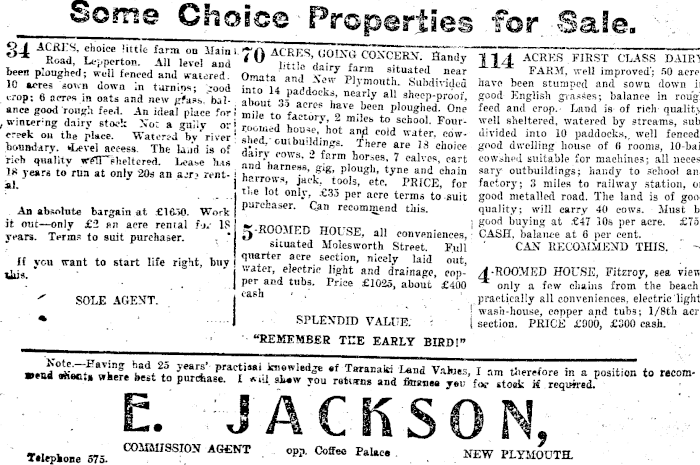 Some Choice Properties for Sale.
34 ACRES, choice little farm on Main
Road, Lepperton. All level and
been ploughed; well fenced and watered.
10 acres sown down in turnips; good
crop; 6 acres in oats and new grass, bal-
ance good rough feed. An ideal place for
wintering dairy stock. Not a gully or
creek on the place. Watered by river
boundary. Level access. The land is of
rich quality well sheltered. Lease has
18 years to run at only 20s an acre rent-
al.
An absolute bargain at £1650. Work
it out—only £2 an acre rental for 18
years. Terms to suit purchaser.
If you want to start life right, buy
this.
SOLE AGENT.
70 ACRES, GOING CONCERN. Handy
little dairy farm situated near
Omata and New Plymouth. Subdivided
into 14 paddocks, nearly all sheep-proof,
about 35 acres have been ploughed. One
mile to factory, 2 miles to school. Four-
roomed house, hot and cold water, cow-
shed, outbuildings. There are 18 choice
dairy cows, 2 farm horses, 7 calves, cart
and harness, gig, plough, tyne and chain
harrows, jack, tools, etc. PRICE, for
the lot only, £35 per acre terms to suit
purchaser. Can recommend this.
5-ROOMED HOUSE, all conveniences,
situated Molesworth Street. Full
quarter acre section, nicely laid out,
water, electric light and drainage, cop-
per and tubs. Price £1025, about £400
cash
SPLENDID VALUE.
"REMEMBER THE EARLY BIRD!"
114 ACRES FIRST CLASS DAIRY
FARM, well improved; 50 acre
have been stumped and sown down i
good English grasses; balance in roug
feed and crop. Land is of rich quality
well sheltered, watered by streams, sub
divided into 10 paddocks, well fenced
good dwelling house of 6 rooms, 10-bai
cowshed suitable for machines; all neces
sary outbuildings; handy to school an
factory; 3 miles to railway station, o
good metalled road. The land is of goo
quality; will carry 40 cows. Must b
good buying at £47 10s per acre. £75
CASH, balance at 6 per cent.
CAN RECOMMEND THIS.
4-ROOMED HOUSE, Fitzroy, sea view
only a few chains from the beach
practically all conveniences, electric light
wash-house, copper and tubs; 1/8th acr
section. PRICE £900, £300 cash.
Note.—Having had 25 years' practical knowledge of Taranaki Land Values, I am therefore in a position to recom-
mend clients where best to purchase. I will show you returns and finance you for stock if required.
E. JACKSON,
COMMISSION AGENT opp. Coffee Palace NEW PLYMOUTH.
Telephone 575.